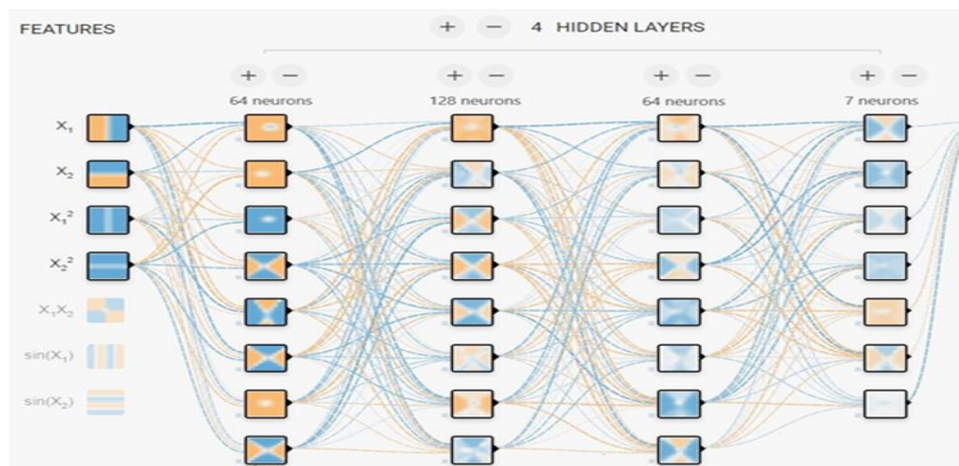 FEATURES
+ − 4 HIDDEN LAYERS
+ − + − + − + −
64 neurons 128 neurons 64 neurons 7 neurons
X₁
X₂
X₁²
X₂²
X₁X₂
sin(X₁)
sin(X₂)